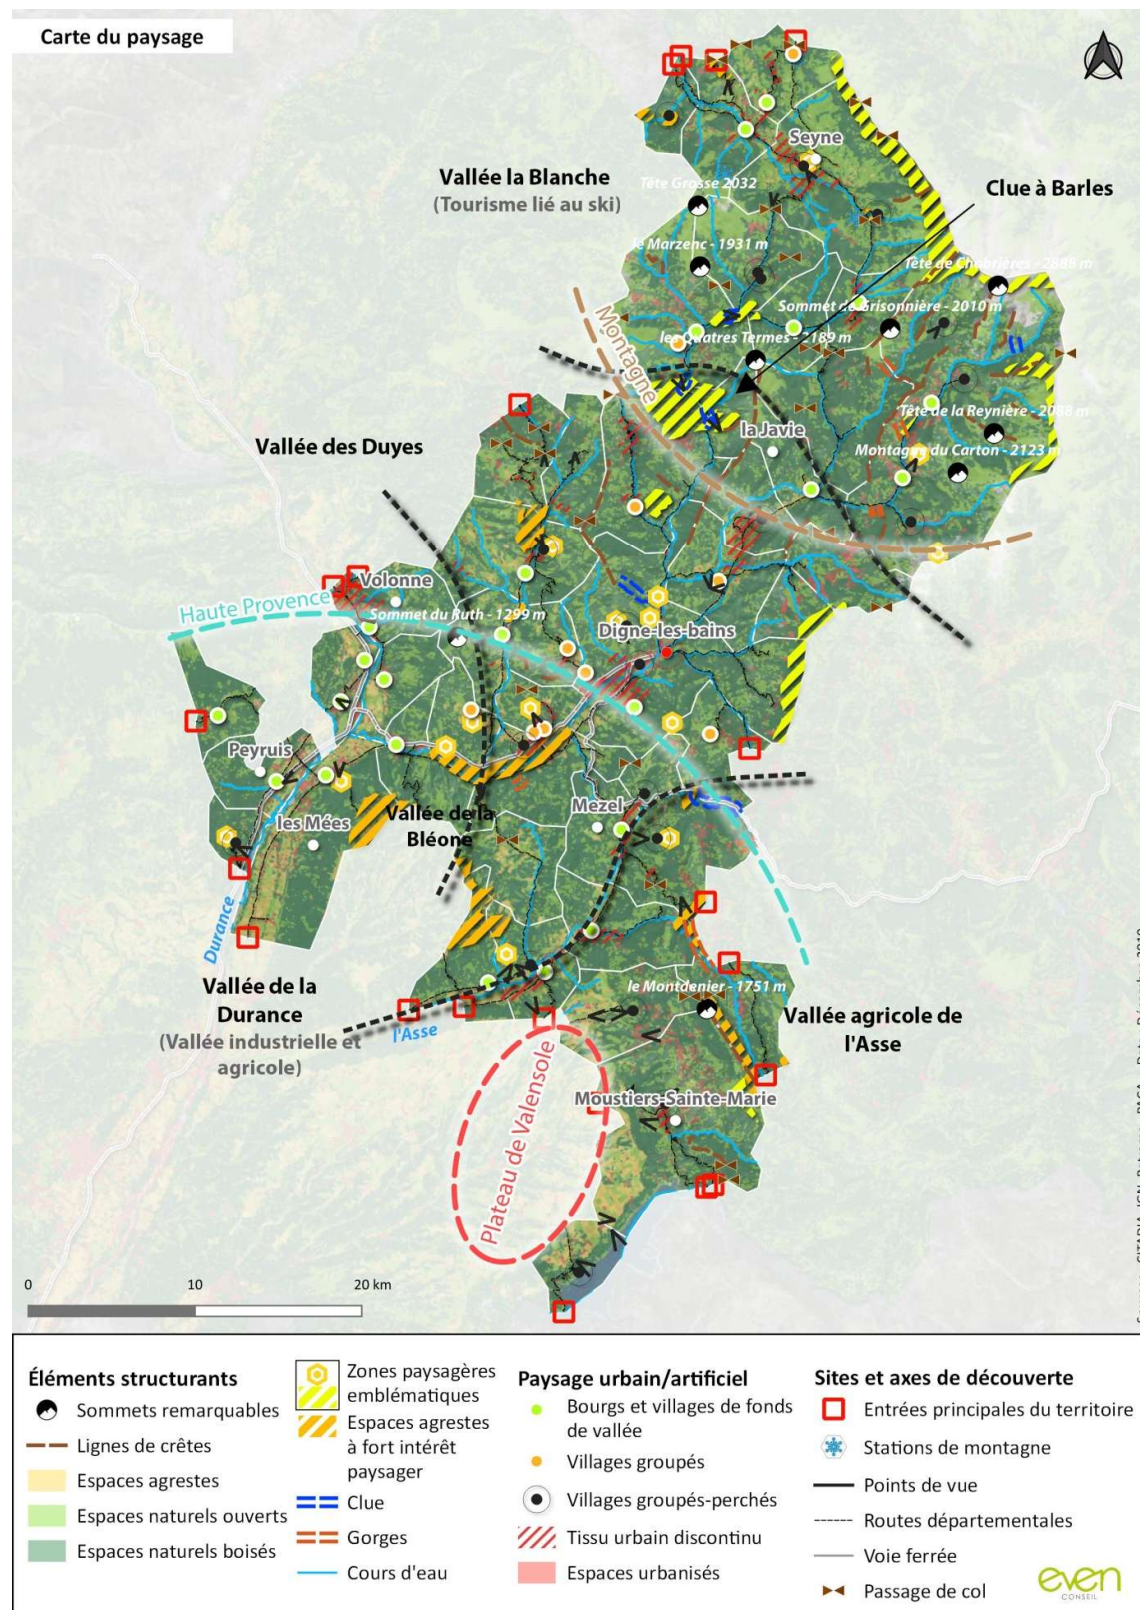 Carte du paysage
Seyne
Vallée la Blanche
(Tourisme lié au ski)
Tête Grosse 2032
Clue à Barles
le Marzenc - 1931 m
Tête de Chabrières - 2888 m
Sommet de Grisonnière - 2010 m
Montagne
les Quatres Termes - 2189 m
Tête de la Reynière - 2088 m
la Javie
Vallée des Duyes
Montagne du Carton - 2123 m
Volonne
Haute Provence
Sommet du Ruth - 1299 m
Digne-les-bains
Peyruis
les Mées
Vallée de la
Bléone
Mezel
Durance
Vallée de la
Durance
(Vallée industrielle et
agricole)
l'Asse
le Montdenier - 1751 m
Vallée agricole de
l'Asse
Plateau de Valensole
Moustiers-Sainte-Marie
0 10 20 km
Éléments structurants
Sommets remarquables
Lignes de crêtes
Espaces agrestes
Espaces naturels ouverts
Espaces naturels boisés
Zones paysagères
emblématiques
Espaces agrestes
à fort intérêt
paysager
Clue
Gorges
Cours d'eau
Paysage urbain/artificiel
Bourgs et villages de fonds
de vallée
Villages groupés
Villages groupés-perchés
Tissu urbain discontinu
Espaces urbanisés
Sites et axes de découverte
Entrées principales du territoire
Stations de montagne
Points de vue
Routes départementales
Voie ferrée
Passage de col
even
CONSEIL